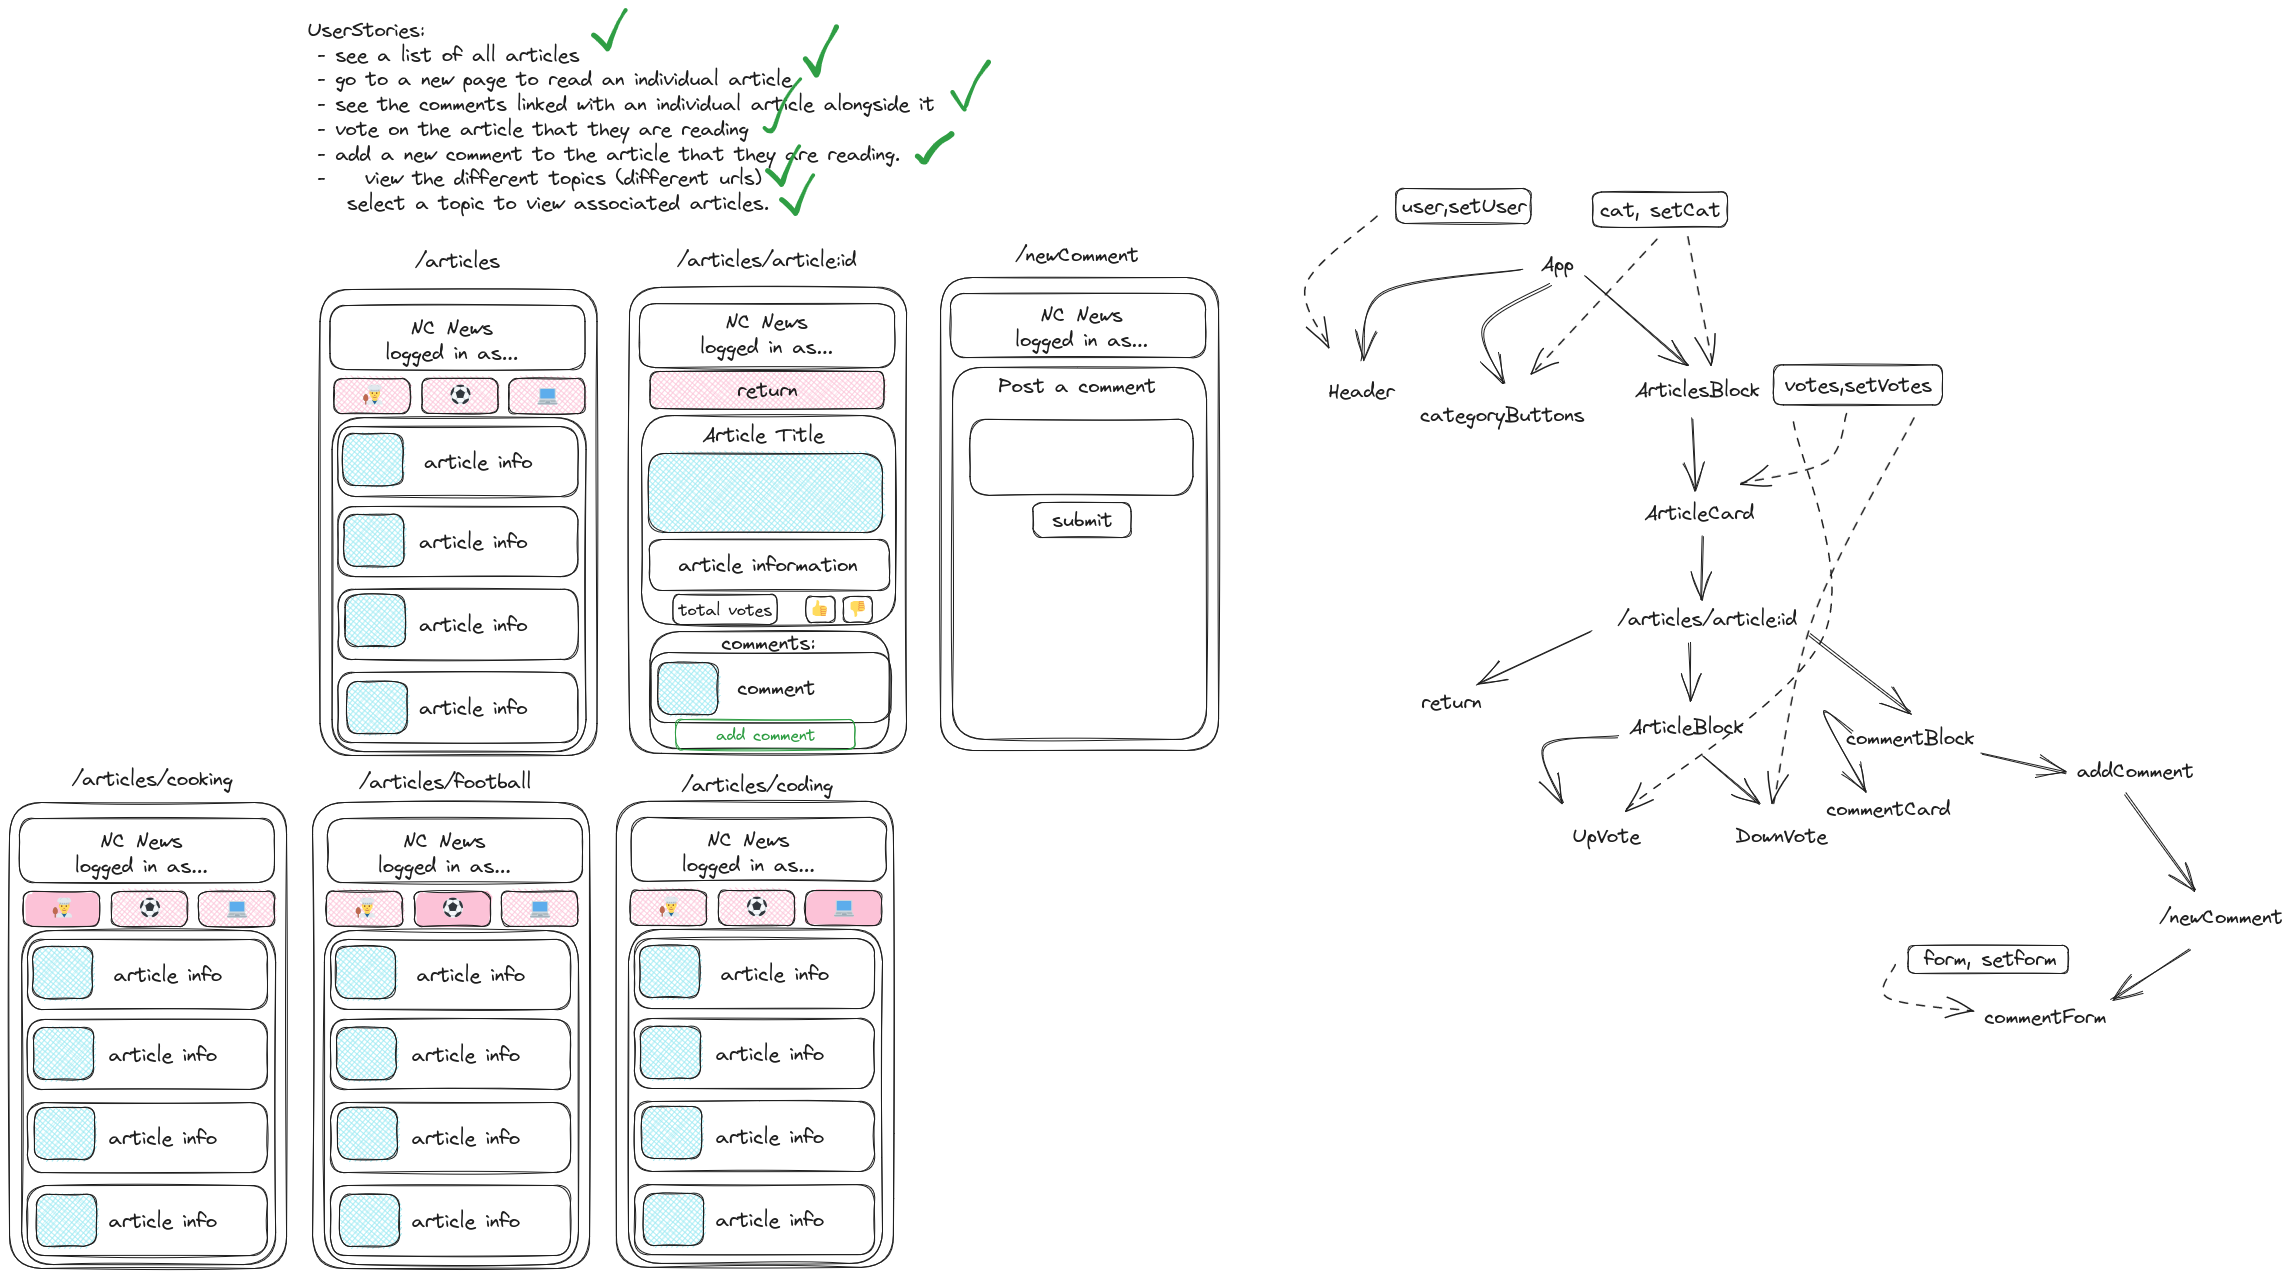 UserStories:
- see a list of all articles
- go to a new page to read an individual article
- see the comments linked with an individual article alongside it
- vote on the article that they are reading
- add a new comment to the article that they are reading.
- view the different topics (different urls)
select a topic to view associated articles.
/articles
NC News
logged in as...
article info
article info
article info
article info
/articles/article:id
NC News
logged in as...
return
Article Title
article information
total votes
comments:
comment
add comment
/newComment
NC News
logged in as...
Post a comment
submit
/articles/cooking
NC News
logged in as...
article info
article info
article info
article info
/articles/football
NC News
logged in as...
article info
article info
article info
article info
/articles/coding
NC News
logged in as...
article info
article info
article info
article info
user,setUser
cat, setCat
App
Header
categoryButtons
ArticlesBlock
votes,setVotes
ArticleCard
/articles/article:id
return
ArticleBlock
commentBlock
addComment
UpVote
DownVote
commentCard
/newComment
form, setform
commentForm